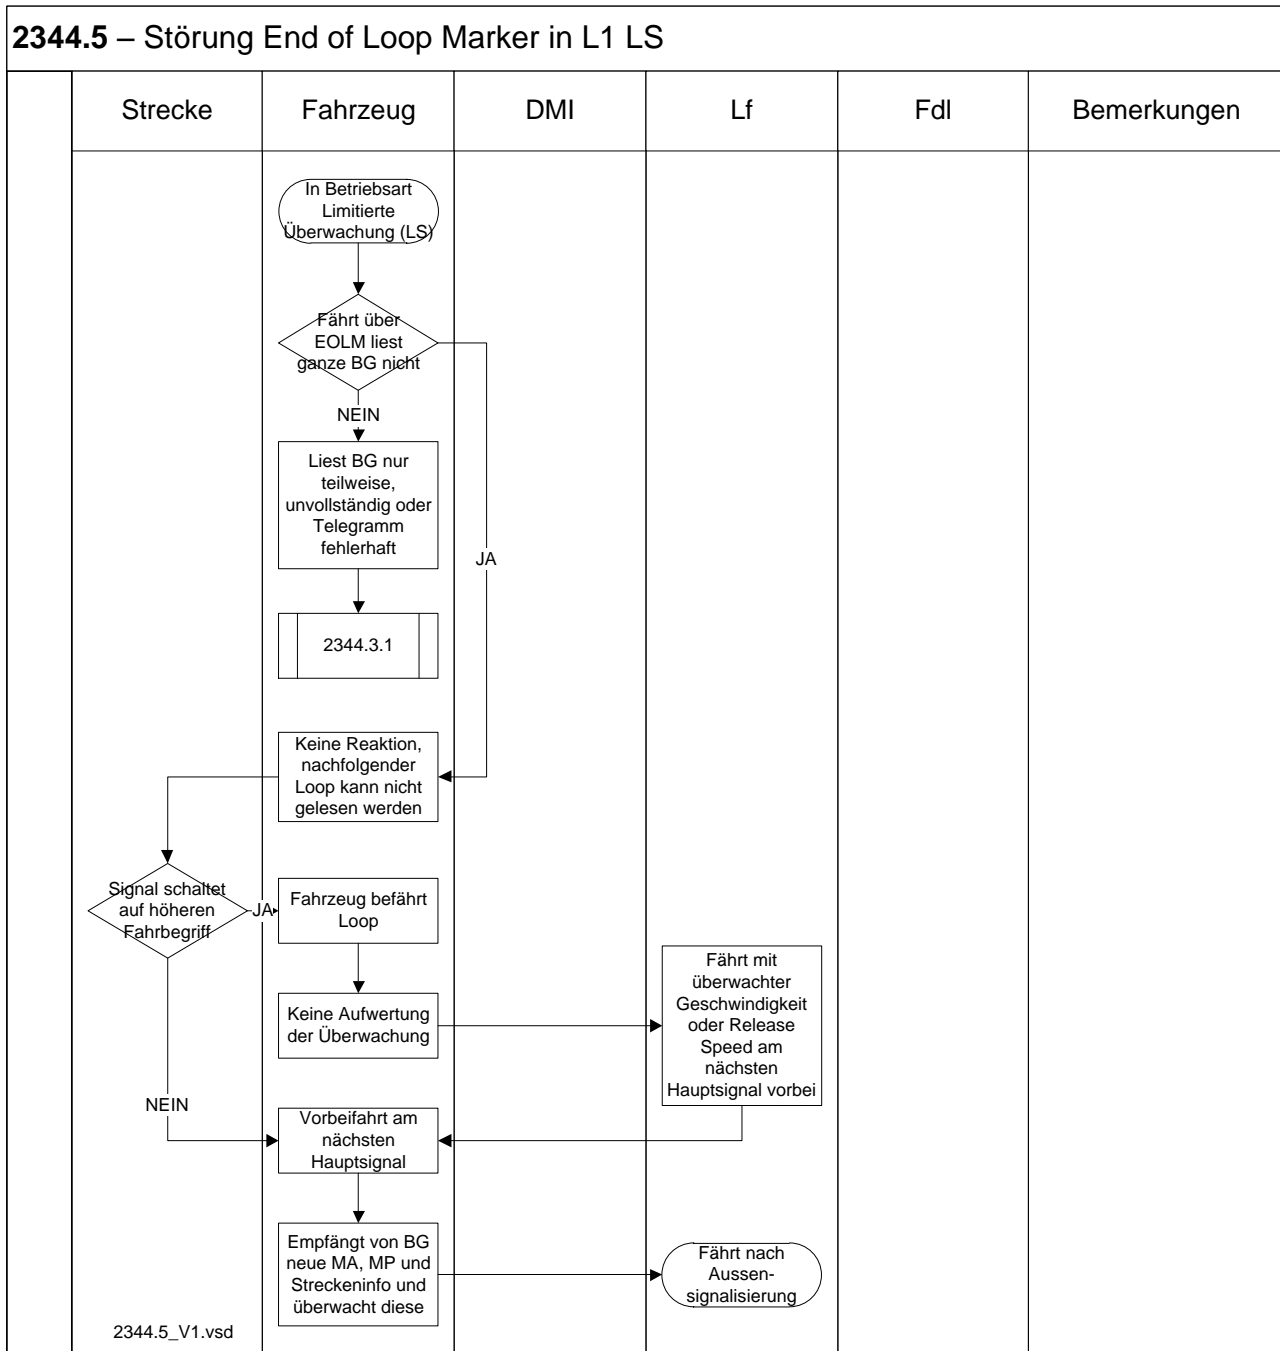 2344.5 – Störung End of Loop Marker in L1 LS
Strecke
Fahrzeug
DMI
Lf
Fdl
Bemerkungen
In Betriebsart
Limitierte
Überwachung (LS)
Fährt über
EOLM liest
ganze BG nicht
NEIN
Liest BG nur
teilweise,
unvollständig oder
Telegramm
fehlerhaft
JA
2344.3.1
Keine Reaktion,
nachfolgender
Loop kann nicht
gelesen werden
Signal schaltet
auf höheren
Fahrbegriff
JA
Fahrzeug befährt
Loop
Keine Aufwertung
der Überwachung
Fährt mit
überwachter
Geschwindigkeit
oder Release
Speed am
nächsten
Hauptsignal vorbei
NEIN
Vorbeifahrt am
nächsten
Hauptsignal
Empfängt von BG
neue MA, MP und
Streckeninfo und
überwacht diese
Fährt nach
Aussen-
signalisierung
2344.5_V1.vsd